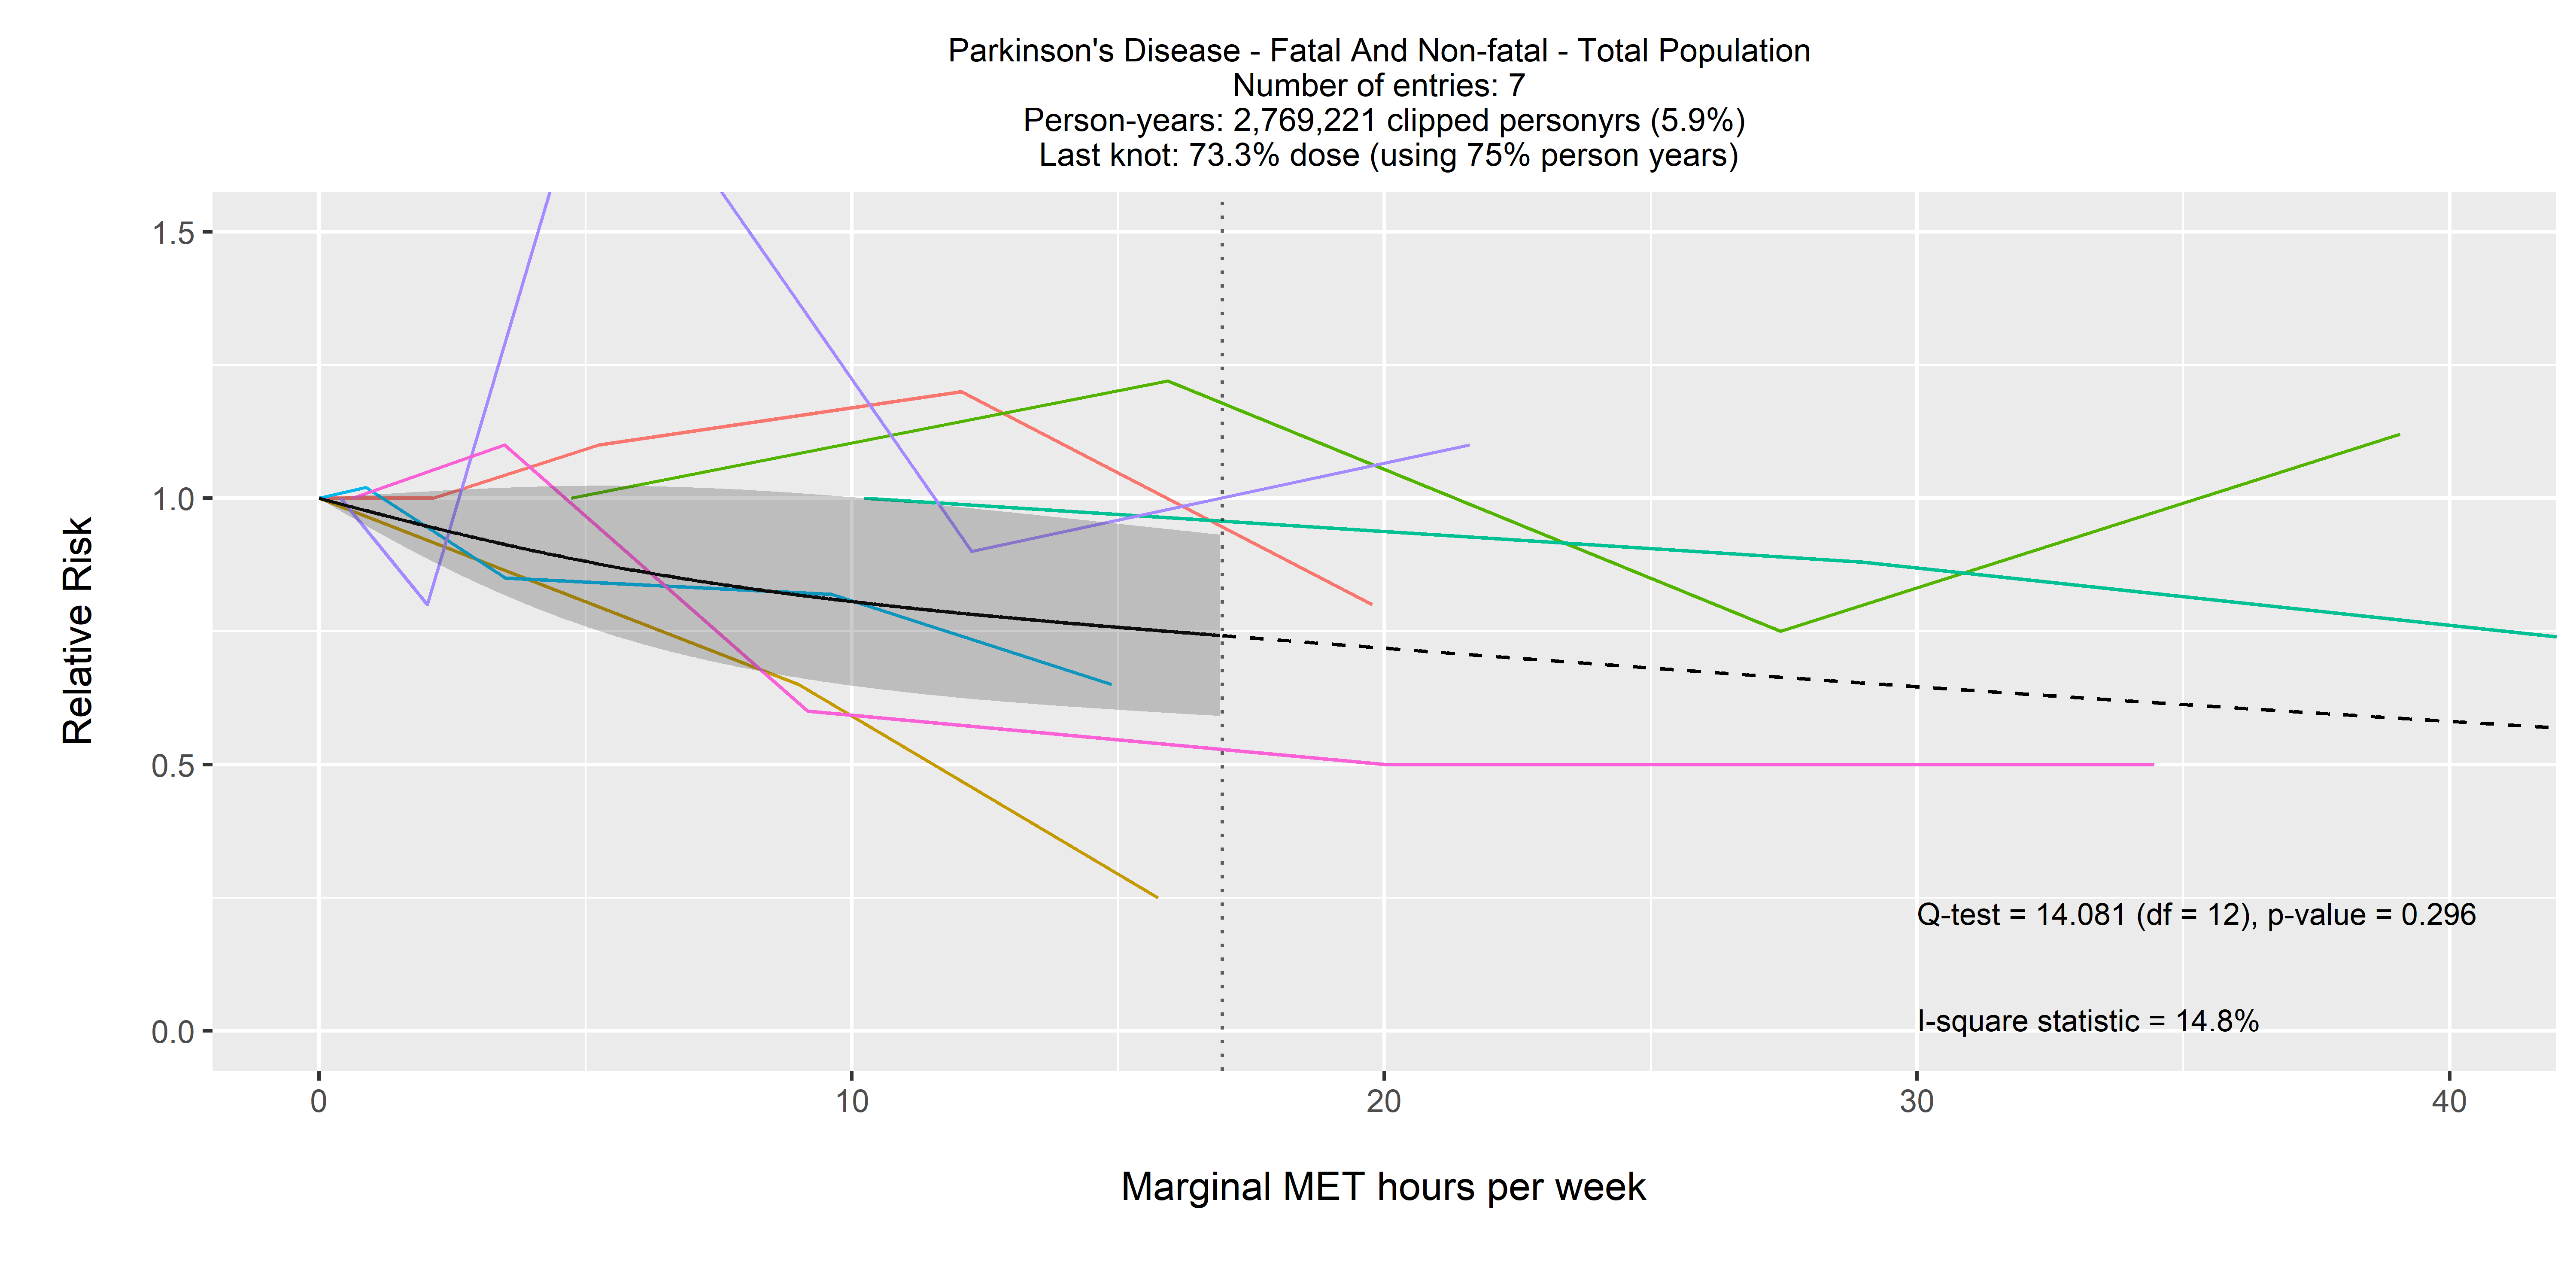 Parkinson's Disease - Fatal And Non-fatal - Total Population
Number of entries: 7
Person-years: 2,769,221 clipped personyrs (5.9%)
Last knot: 73.3% dose (using 75% person years)
1.5
1.0
0.5
0.0
Relative Risk
Q-test = 14.081 (df = 12), p-value = 0.296
I-square statistic = 14.8%
0 10 20 30 40
Marginal MET hours per week